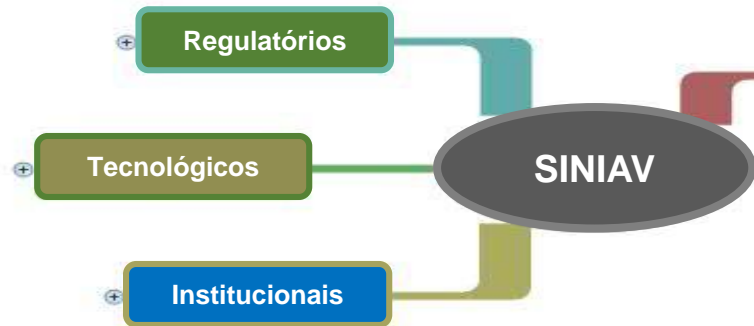 Regulatórios
Tecnológicos
SINIAV
Institucionais